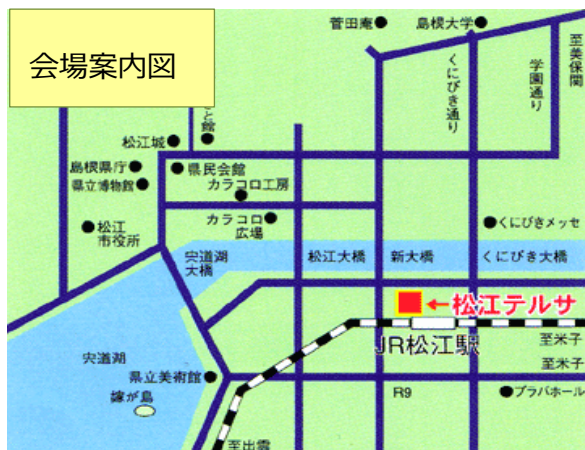 会場案内図
菅田庵
島根大学
至美保関
くにびき通り
学園通り
と館
松江城
島根県庁
県立博物館
県民会館
カラコロ工房
松江
市役所
カラコロ
広場
くにびきメッセ
宍道湖
大橋
松江大橋
新大橋
くにびき大橋
←松江テルサ
JR松江駅
至米子
至米子
宍道湖
県立美術館
嫁が島
R9
プラバホール
至出雲